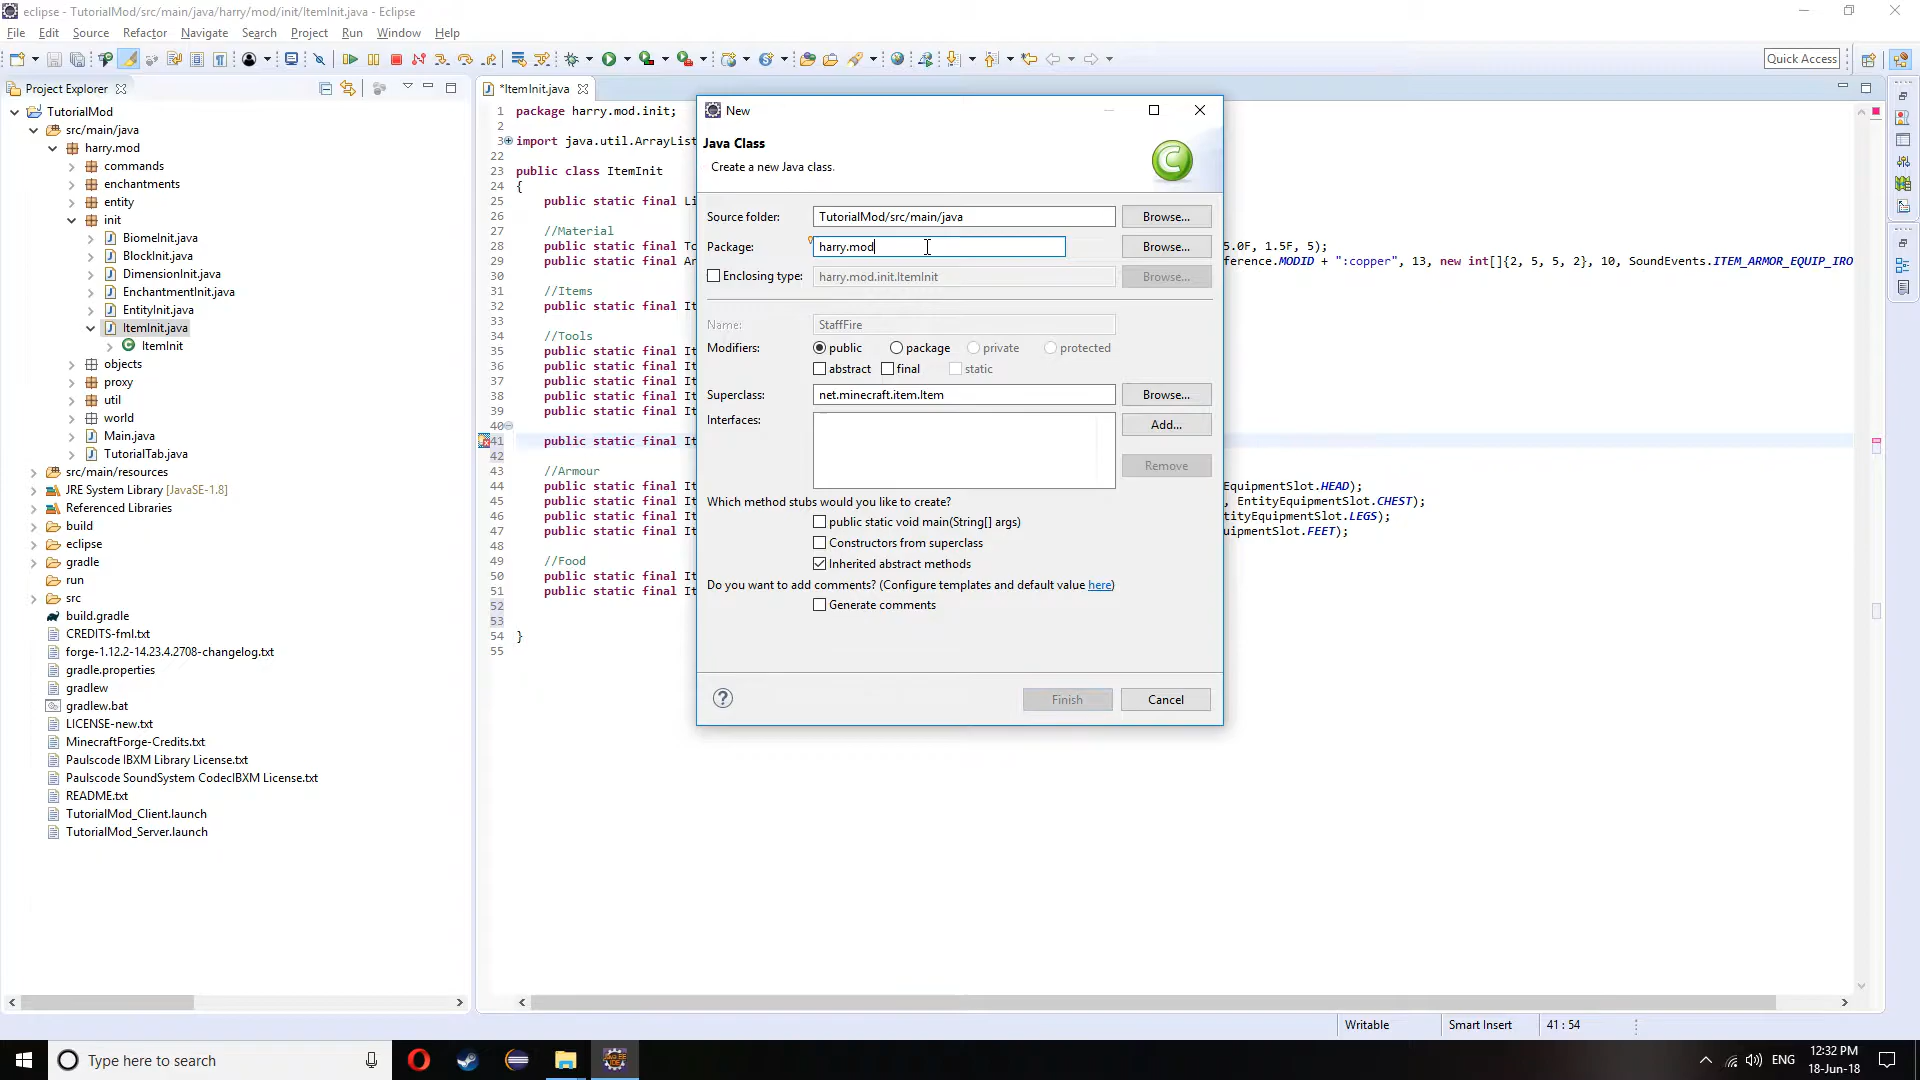 eclipse - TutorialMod/src/main/java/harry/mod/init/ItemInit.java - Eclipse
File Edit Source Refactor Navigate Search Project Run Window Help
Quick Access
Project Explorer
TutorialMod
src/main/java
harry.mod
commands
enchantments
entity
init
BiomeInit.java
BlockInit.java
DimensionInit.java
EnchantmentInit.java
EntityInit.java
ItemInit.java
ItemInit
objects
proxy
util
world
Main.java
TutorialTab.java
src/main/resources
JRE System Library [JavaSE-1.8]
Referenced Libraries
build
eclipse
gradle
run
src
build.gradle
CREDITS-fml.txt
forge-1.12.2-14.23.4.2708-changelog.txt
gradle.properties
gradlew
gradlew.bat
LICENSE-new.txt
MinecraftForge-Credits.txt
Paulscode IBXM Library License.txt
Paulscode SoundSystem CodecIBXM License.txt
README.txt
TutorialMod_Client.launch
TutorialMod_Server.launch
*ItemInit.java
1 package harry.mod.init;
2
3 import java.util.ArrayList
22
23 public class ItemInit
24 {
25 public static final Li
26
27 //Material
28 public static final To 5.0F, 1.5F, 5);
29 public static final Ar ference.MODID + ":copper", 13, new int[]{2, 5, 5, 2}, 10, SoundEvents.ITEM_ARMOR_EQUIP_IRO
30
31 //Items
32 public static final It
33
34 //Tools
35 public static final It
36 public static final It
37 public static final It
38 public static final It
39 public static final It
40
41 public static final It
42
43 //Armour
44 public static final It EquipmentSlot.HEAD);
45 public static final It , EntityEquipmentSlot.CHEST);
46 public static final It tityEquipmentSlot.LEGS);
47 public static final It uipmentSlot.FEET);
48
49 //Food
50 public static final It
51 public static final It
52
53
54 }
55
New
Java Class
Create a new Java class.
Source folder: TutorialMod/src/main/java Browse...
Package: harry.mod Browse...
Enclosing type: harry.mod.init.ItemInit Browse...
Name: StaffFire
Modifiers: public package private protected
abstract final static
Superclass: net.minecraft.item.Item Browse...
Interfaces: Add...
Remove
Which method stubs would you like to create?
public static void main(String[] args)
Constructors from superclass
Inherited abstract methods
Do you want to add comments? (Configure templates and default value here)
Generate comments
Finish Cancel
Writable Smart Insert 41 : 54
Type here to search
ENG
12:32 PM
18-Jun-18